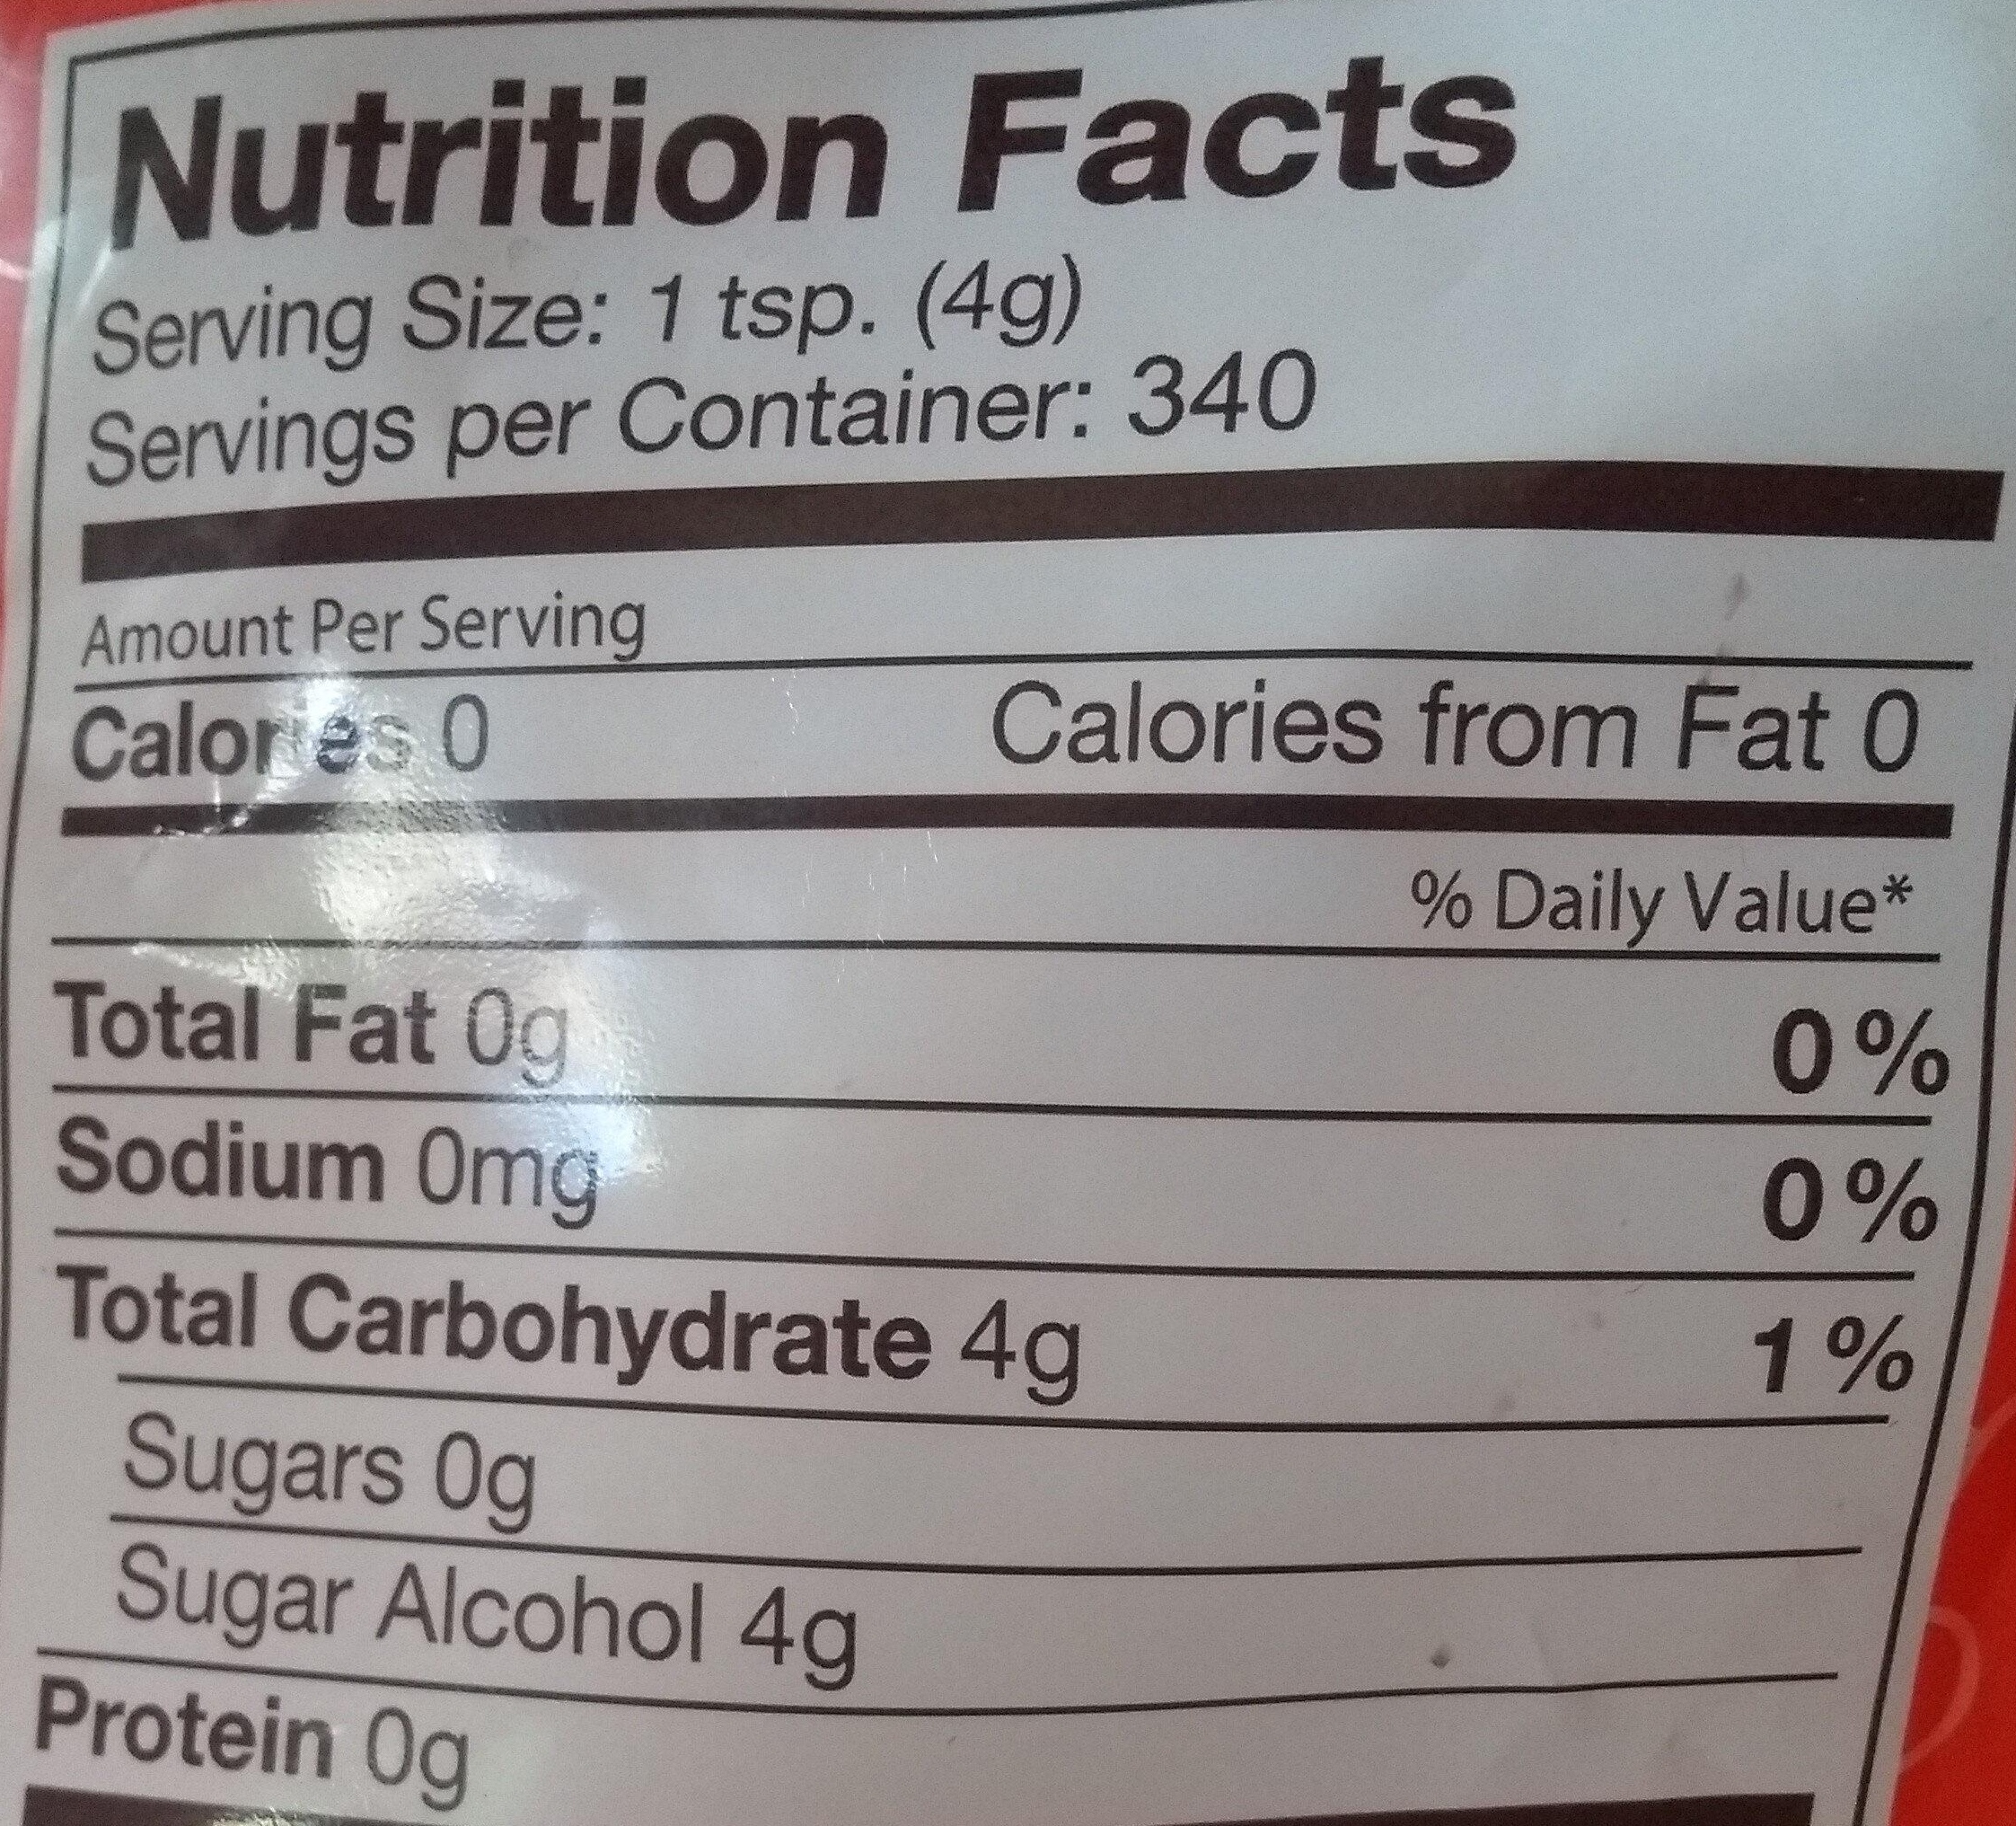 Nutrition Facts
Serving Size: 1 tsp. (4g)
Servings per Container: 340
Amount Per Serving
Calories 0 Calories from Fat 0
% Daily Value*
Total Fat 0g 0%
Sodium 0mg 0%
Total Carbohydrate 4g 1%
Sugars 0g
Sugar Alcohol 4g
Protein 0g